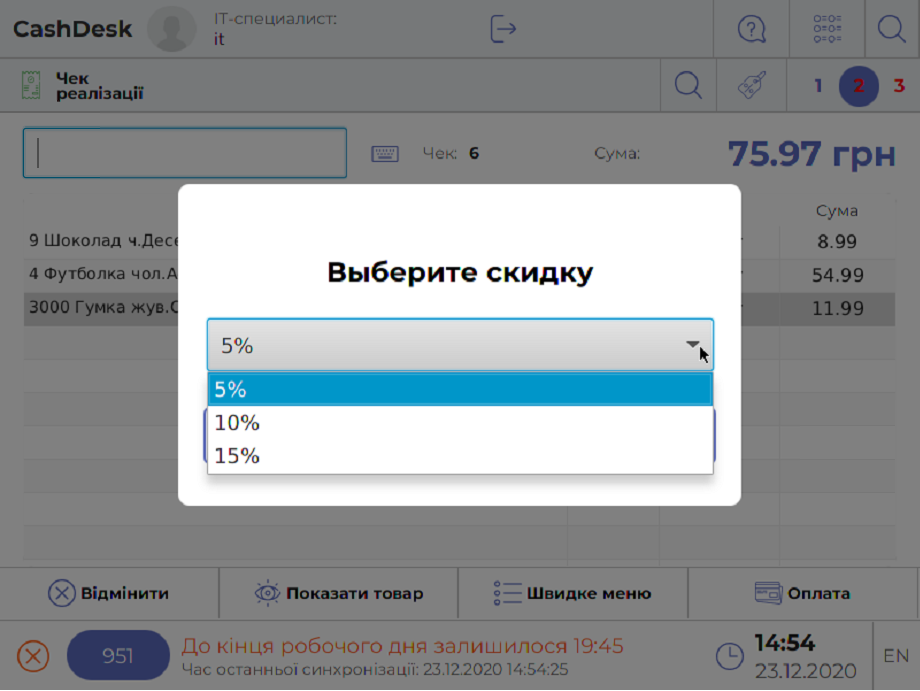 CashDesk
IT-специалист:
it
Чек
реалізації
1 2 3
Чек: 6
Сума:
75.97 грн
Сума
9 Шоколад ч.Десе
8.99
4 Футболка чол.А
54.99
3000 Гумка жув.
11.99
Выберите скидку
5%
5%
10%
15%
Відмінити
Показати товар
Швидке меню
Оплата
951
До кінця робочого дня залишилося 19:45
Час останньої синхронізації: 23.12.2020 14:54:25
14:54
23.12.2020
EN